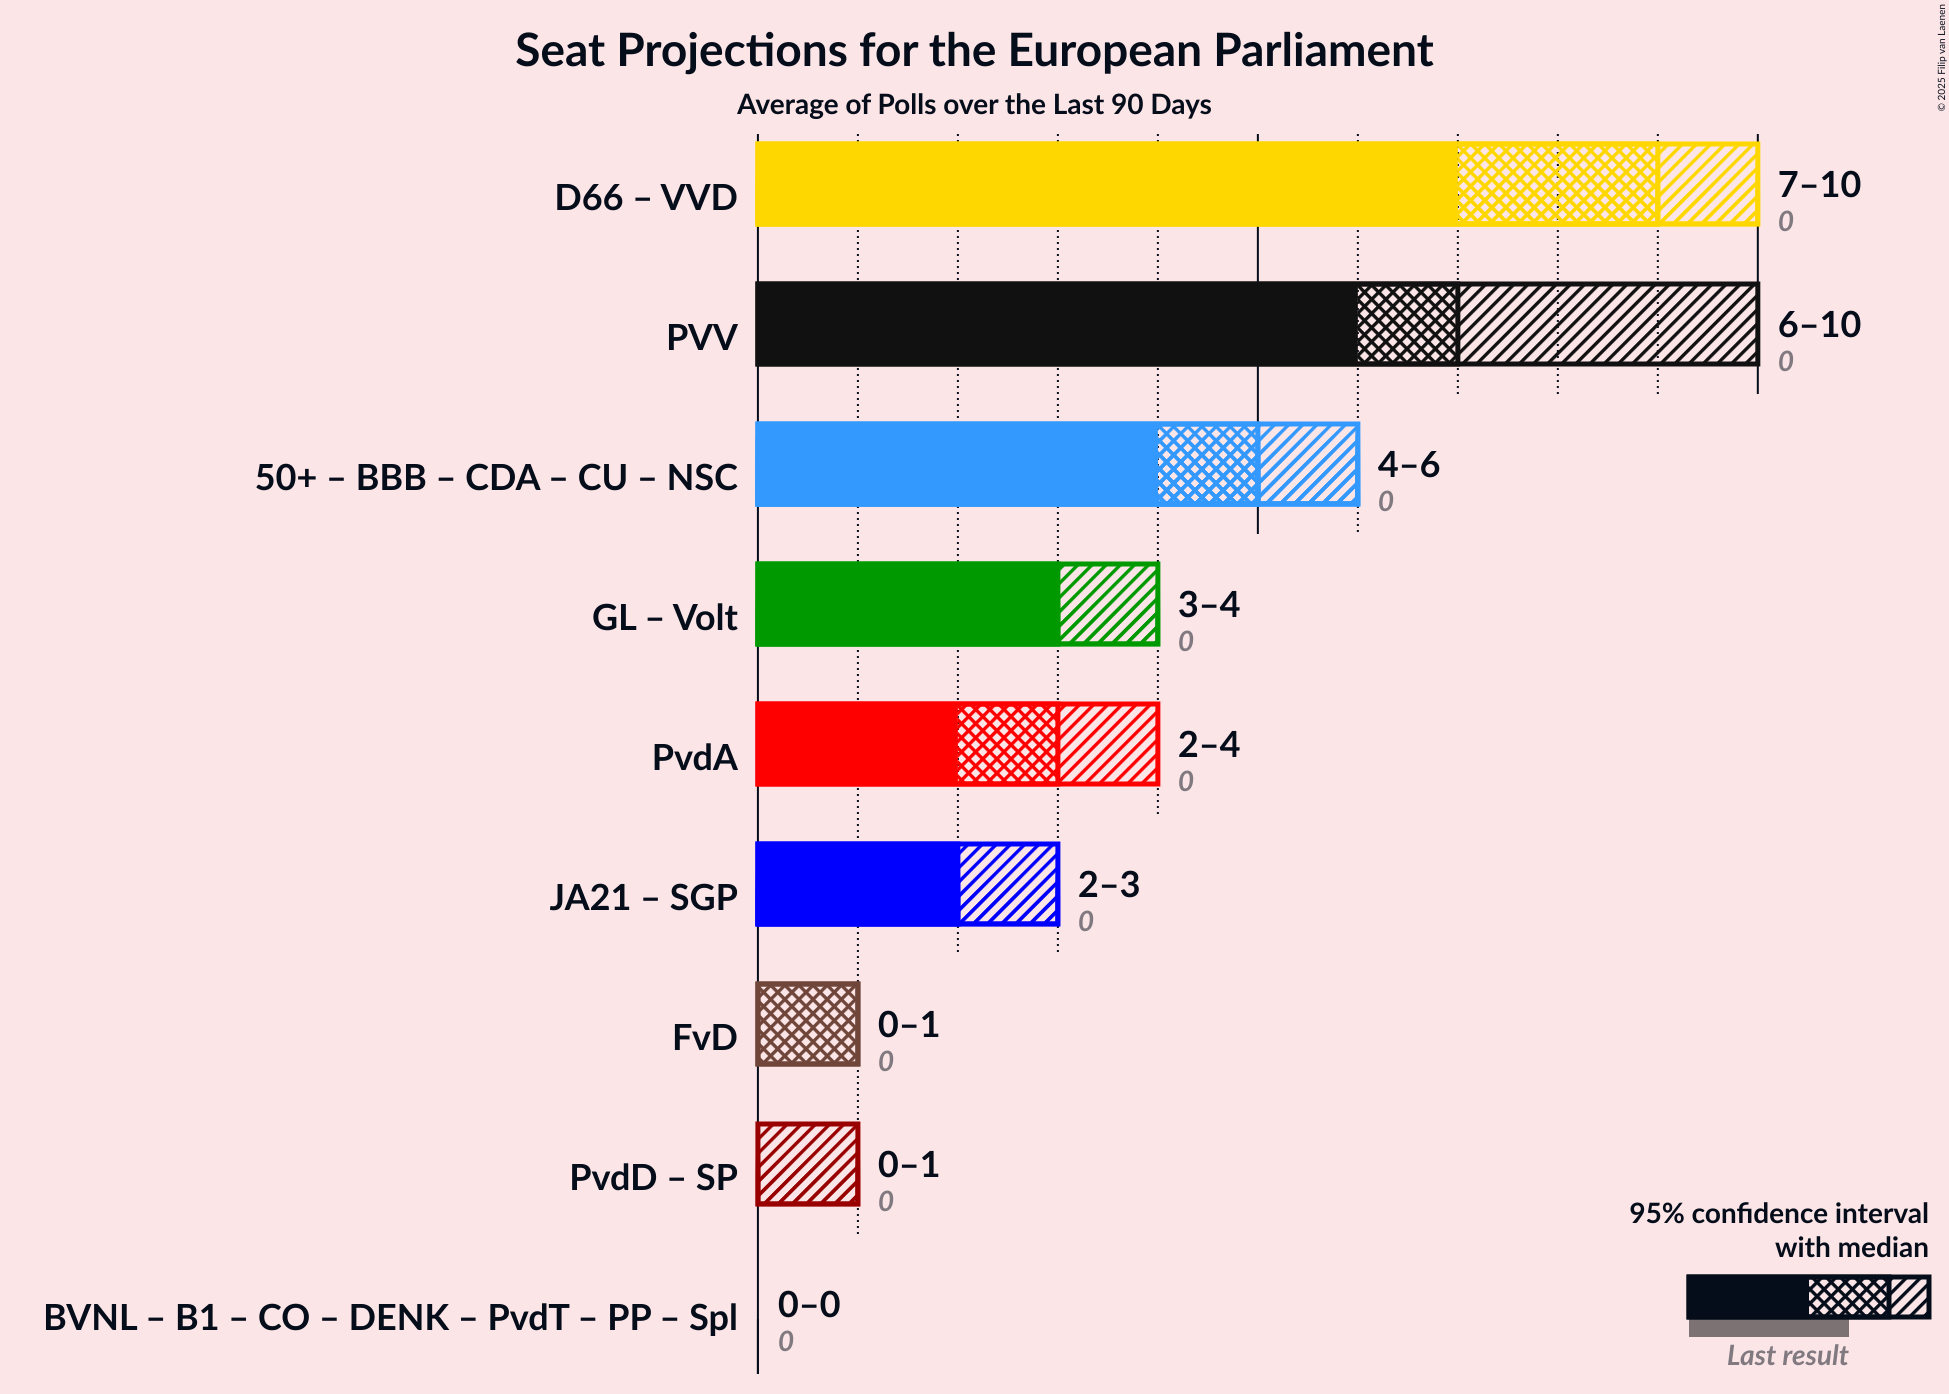 Seat Projections for the European Parliament
Average of Polls over the Last 90 Days
© 2025 Filip van Laenen
D66 – VVD
7–10
0
PVV
6–10
0
50+ – BBB – CDA – CU – NSC
4–6
0
GL – Volt
3–4
0
PvdA
2–4
0
JA21 – SGP
2–3
0
FvD
0–1
0
PvdD – SP
0–1
0
BVNL – B1 – CO – DENK – PvdT – PP – Spl
0–0
0
95% confidence interval
with median
Last result